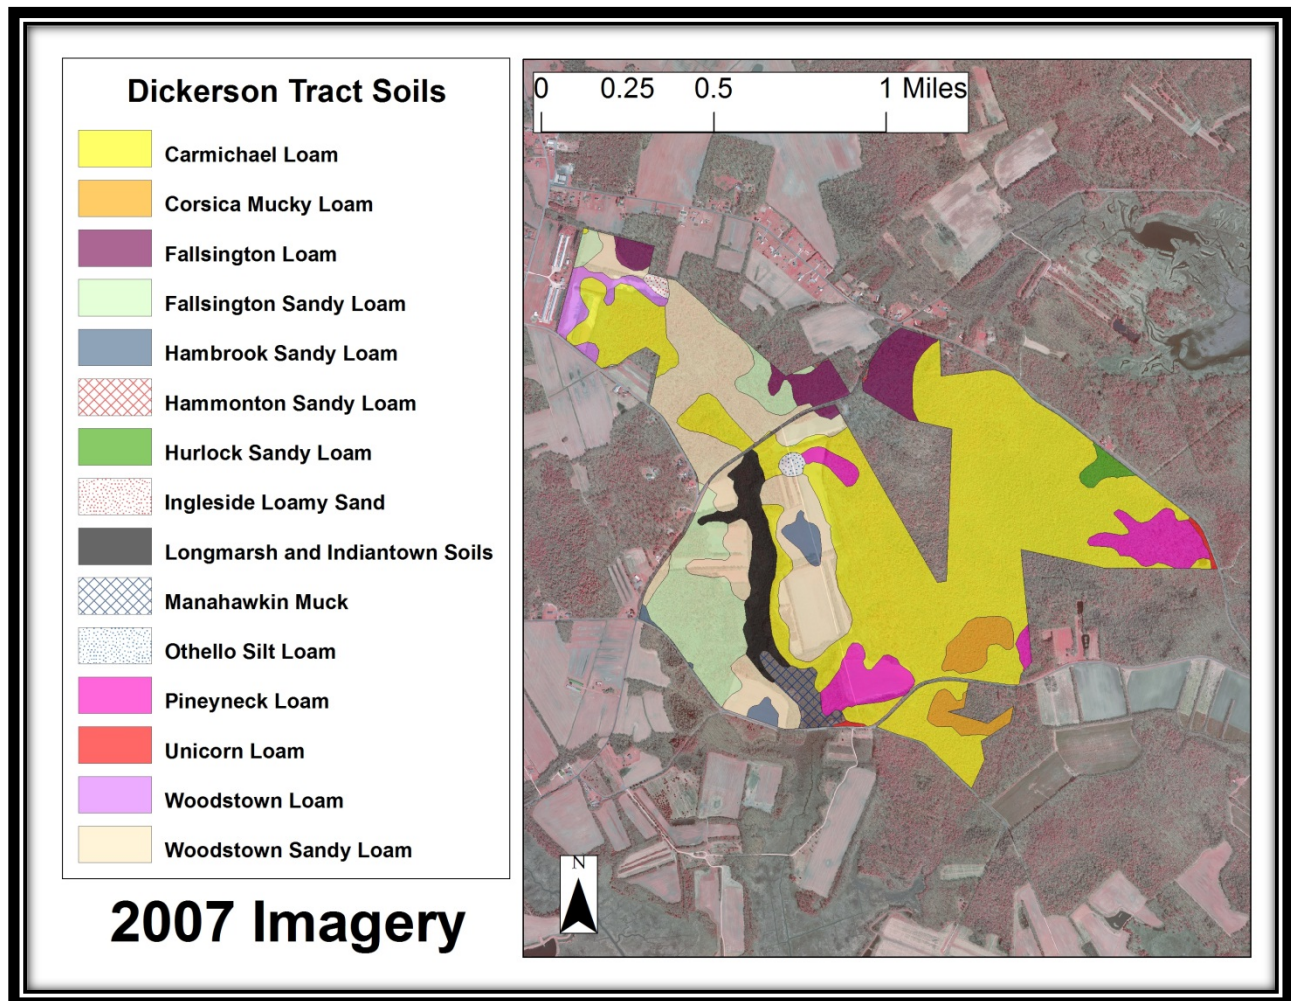 Dickerson Tract Soils
Carmichael Loam
Corsica Mucky Loam
Fallsington Loam
Fallsington Sandy Loam
Hambrook Sandy Loam
Hammonton Sandy Loam
Hurlock Sandy Loam
Ingleside Loamy Sand
Longmarsh and Indiantown Soils
Manahawkin Muck
Othello Silt Loam
Pineyneck Loam
Unicorn Loam
Woodstown Loam
Woodstown Sandy Loam
2007 Imagery
0 0.25 0.5 1 Miles
N